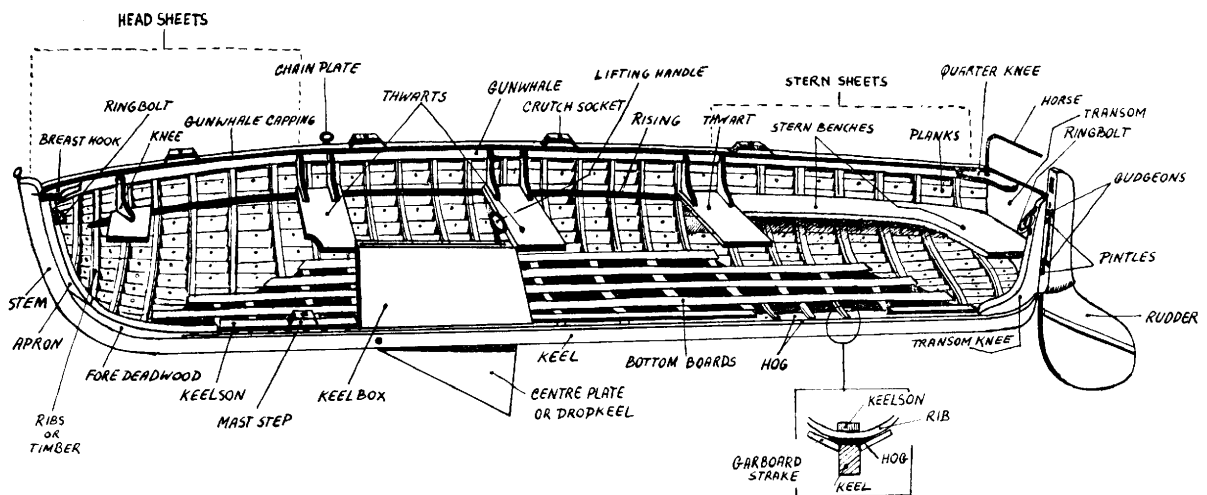 HEAD SHEETS
CHAIN PLATE
THWARTS
GUNWHALE
CRUTCH SOCKET
LIFTING HANDLE
STERN SHEETS
QUARTER KNEE
RINGBOLT
KNEE
GUNWHALE CAPPING
RISING
THWART
STERN BENCHES
PLANKS
HORSE
TRANSOM
RINGBOLT
BREAST HOOK
GUDGEONS
PINTLES
STEM
APRON
RUDDER
FORE DEADWOOD
KEELSON
MAST STEP
KEEL BOX
KEEL
BOTTOM BOARDS
HOG
TRANSOM KNEE
CENTRE PLATE
OR DROPKEEL
RIBS
OR
TIMBER
KEELSON
RIB
HOG
GARBOARD
STRAKE
KEEL